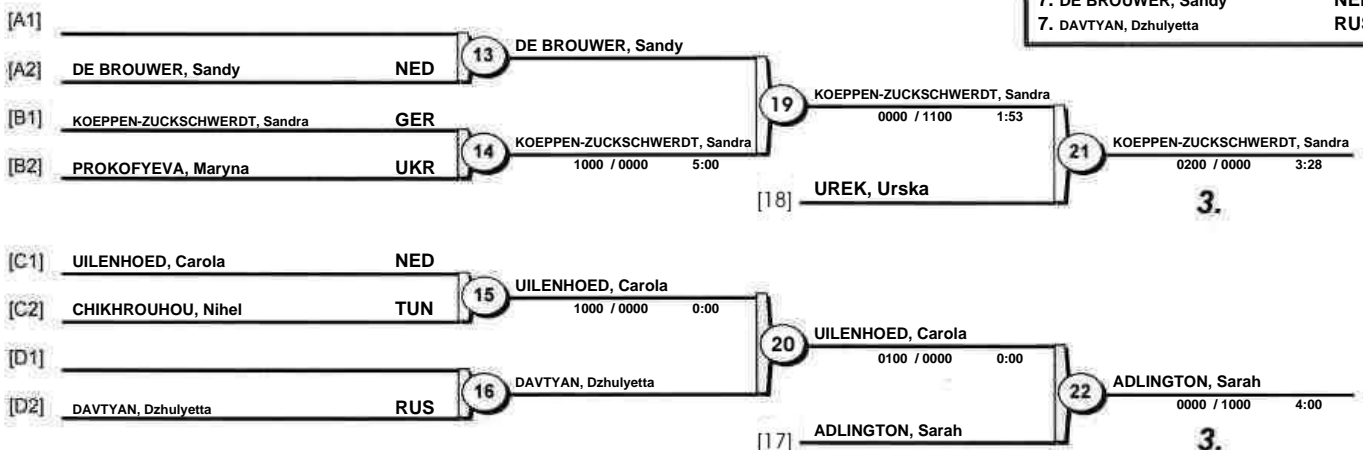 7. DE BROUWER, Sandy
7. DAVTYAN, Dzhulyetta RUS
[A1]
[A2] DE BROUWER, Sandy NED
13 DE BROUWER, Sandy
[B1] KOEPPEN-ZUCKSCHWERDT, Sandra GER
[B2] PROKOFYEVA, Maryna UKR
14 KOEPPEN-ZUCKSCHWERDT, Sandra
1000 / 0000 5:00
19 KOEPPEN-ZUCKSCHWERDT, Sandra
0000 / 1100 1:53
[18] UREK, Urska
21 KOEPPEN-ZUCKSCHWERDT, Sandra
0200 / 0000 3:28
3.
[C1] UILENHOED, Carola NED
[C2] CHIKHROUHOU, Nihel TUN
15 UILENHOED, Carola
1000 / 0000 0:00
[D1]
[D2] DAVTYAN, Dzhulyetta RUS
16 DAVTYAN, Dzhulyetta
20 UILENHOED, Carola
0100 / 0000 0:00
[17] ADLINGTON, Sarah
22 ADLINGTON, Sarah
0000 / 1000 4:00
3.